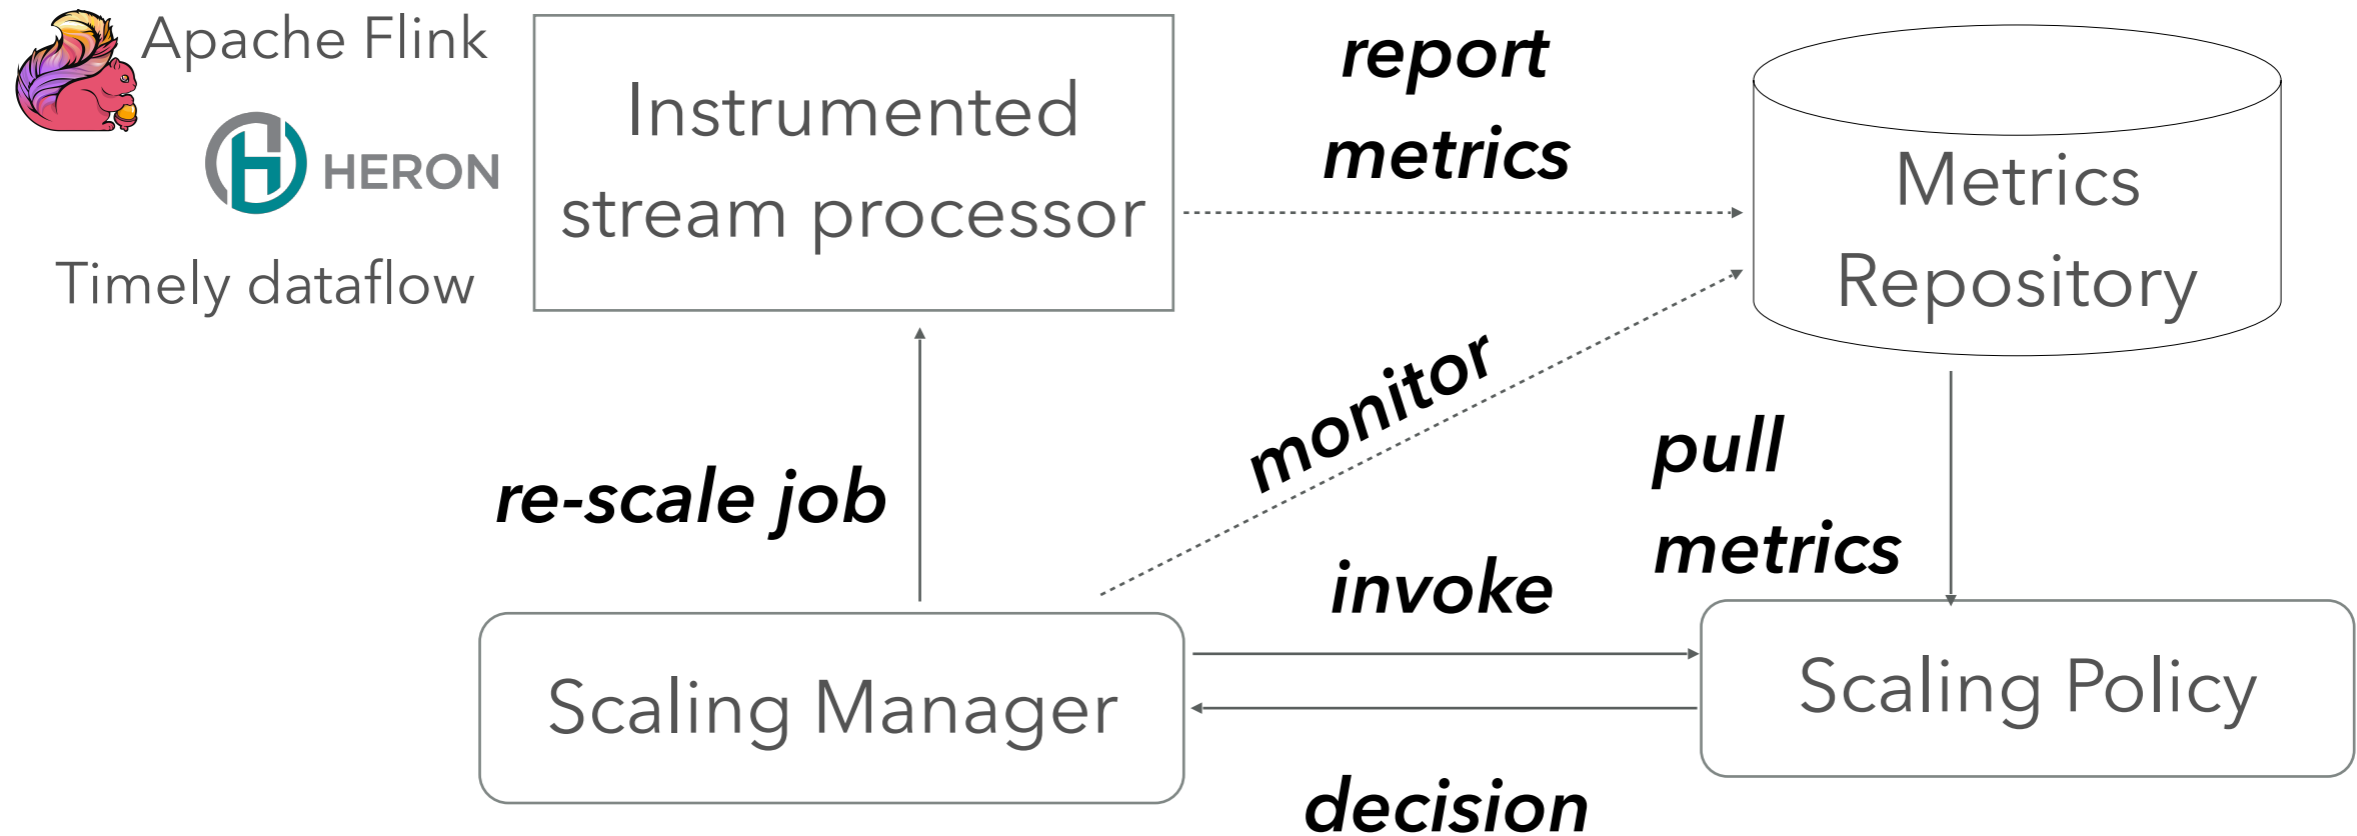 Apache Flink
HERON
Timely dataflow
Instrumented
stream processor
report
metrics
Metrics
Repository
re-scale job
monitor
pull
metrics
invoke
Scaling Manager
Scaling Policy
decision